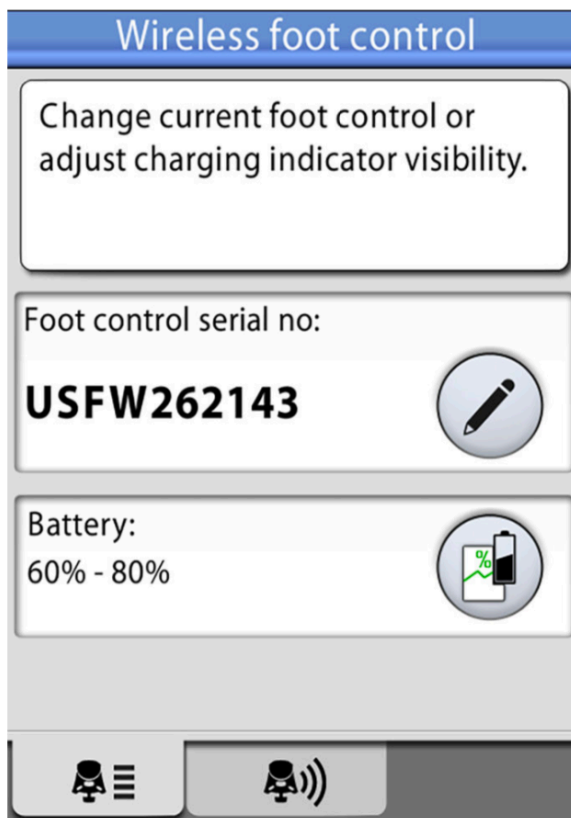 Wireless foot control
Change current foot control or
adjust charging indicator visibility.
Foot control serial no:
USFW262143
Battery:
60% - 80%
%